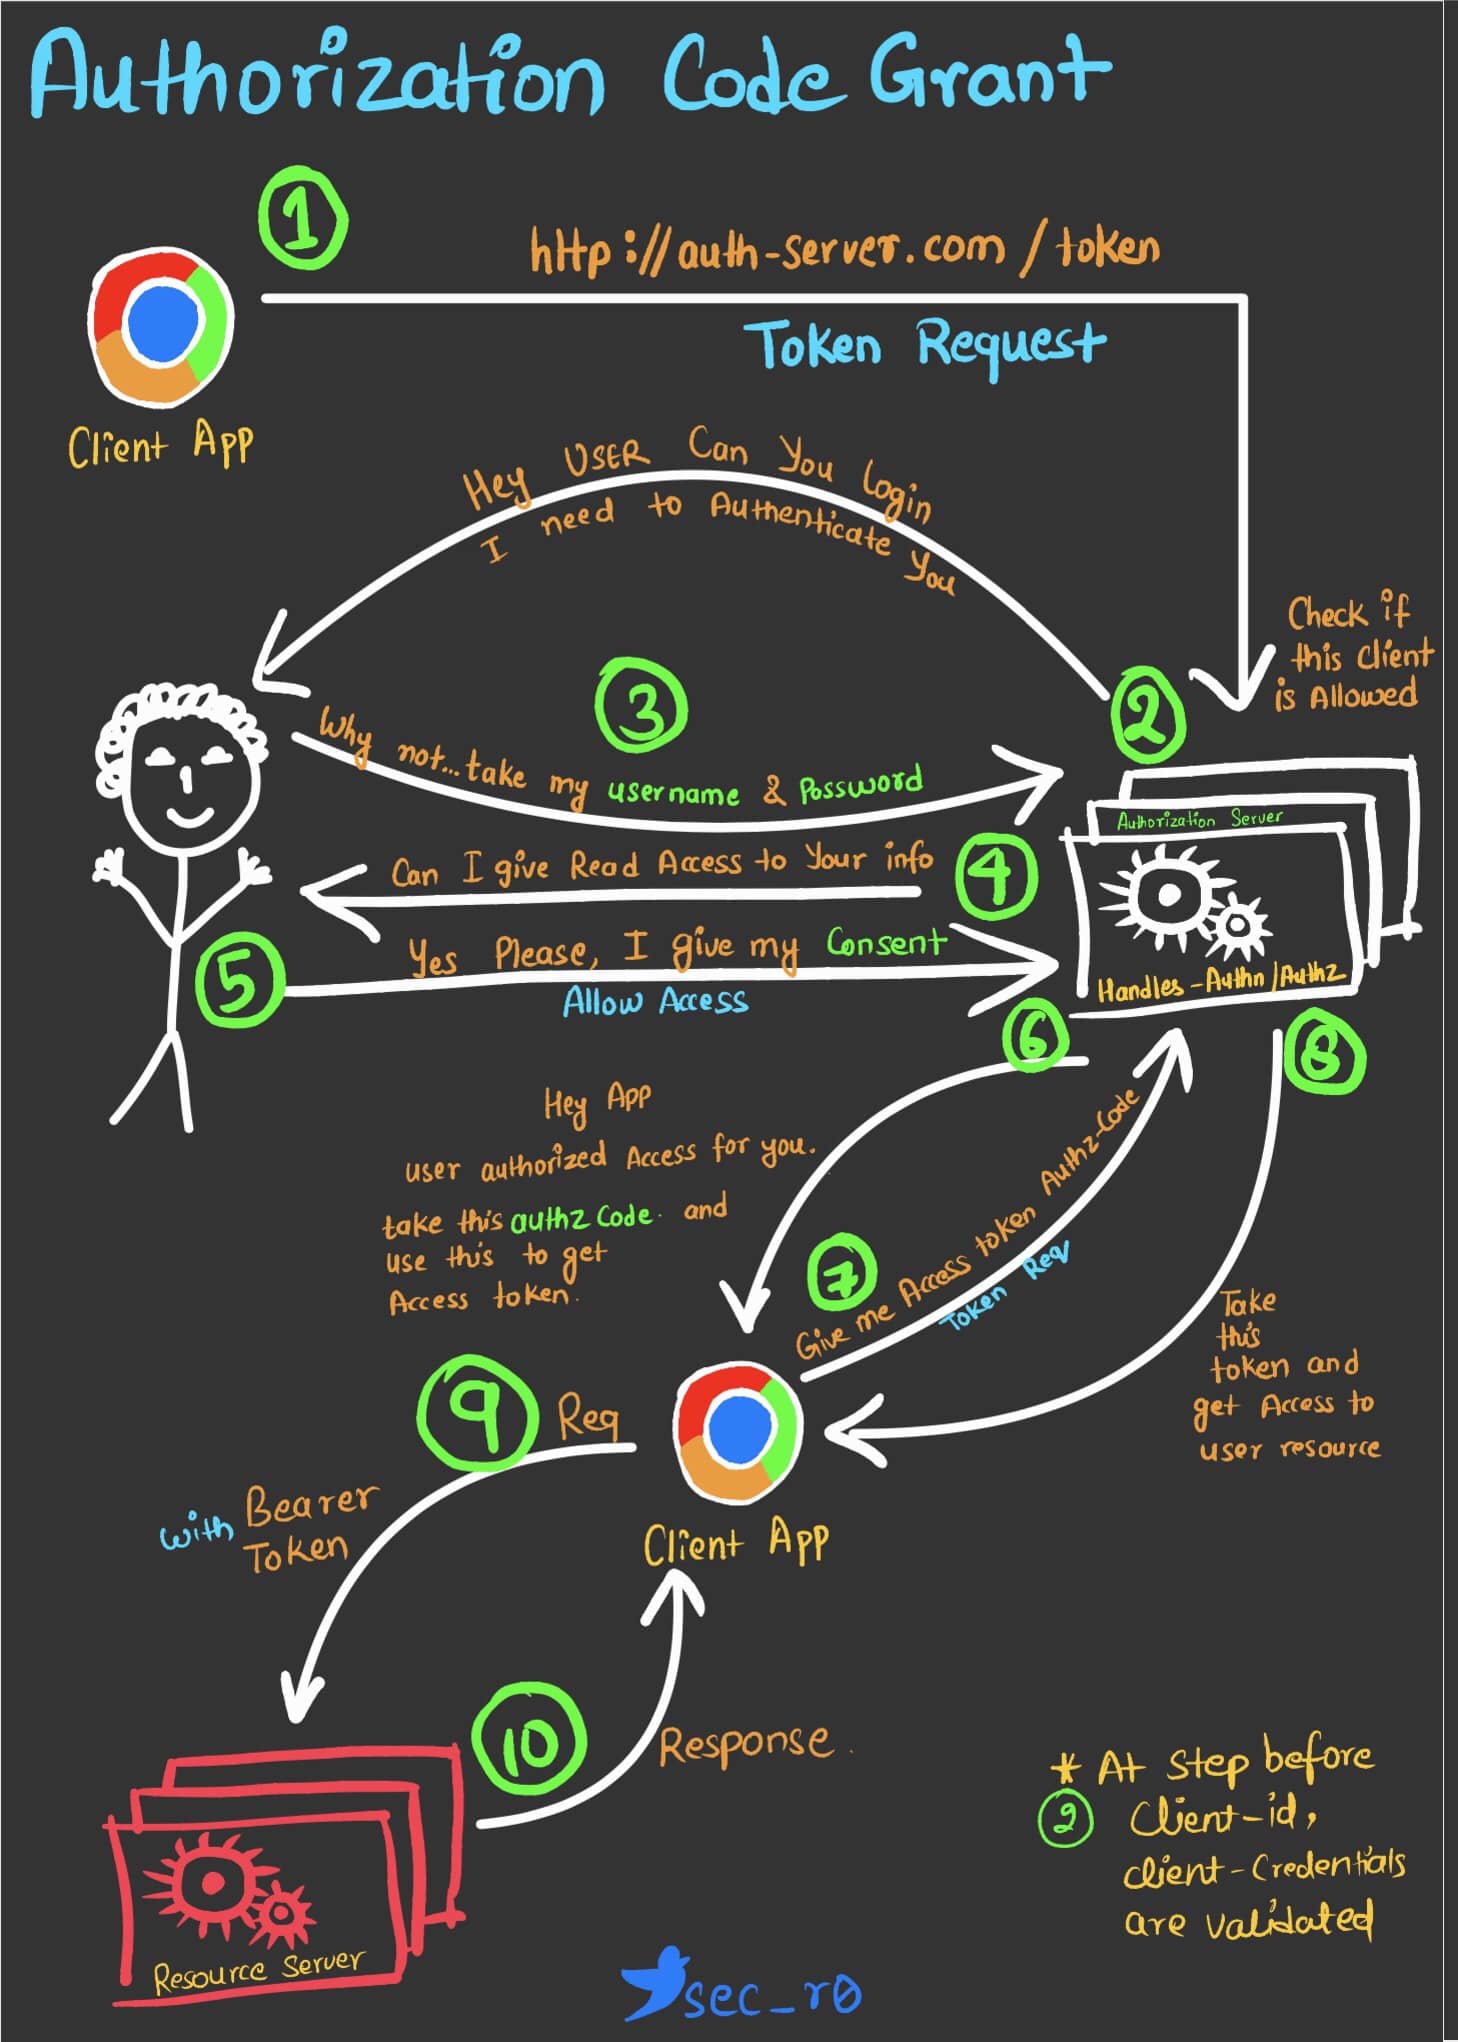 Authorization Code Grant
1
http://auth-server.com/token
Token Request
Client App
Hey USER Can You Login
I need to Authenticate You
Check if
this client
is Allowed
2
3
Why not...take my username & Password
Authorization Server
Can I give Read Access to Your info
4
Yes Please, I give my Consent
5
Allow Access
Handles - Authn/Authz
6
8
Hey App
user authorized Access for you.
take this authz Code. and
use this to get
Access token.
7
Give me Access token Authz-Code
Token Req
Take
this
token and
get Access to
user resource
9
Req
with Bearer
Token
Client App
10
Response.
* At step before
2 Client-id,
client-Credentials
are validated
Resource Server
sec_r0